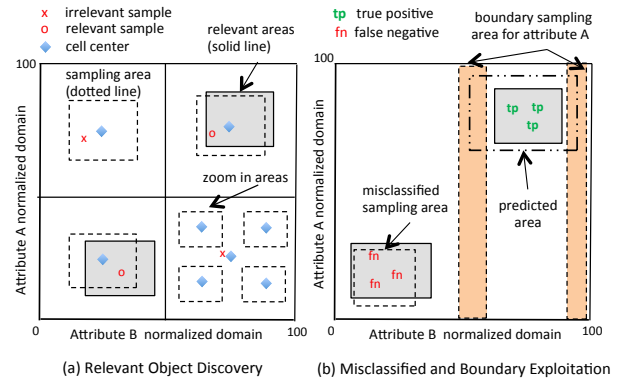 (a)
x irrelevant sample
o relevant sample
cell center
relevant areas
(solid line)
100
sampling area
(dotted line)
x
o
zoom in areas
x
o
Attribute A normalized domain
0
Attribute B normalized domain
100
(a) Relevant Object Discovery
(b)
tp true positive
fn false negative
boundary sampling
area for attribute A
100
tp tp
tp
misclassified
sampling area
predicted
area
fn
fn
fn
Attribute A normalized domain
0
Attribute B normalized domain
100
(b) Misclassified and Boundary Exploitation